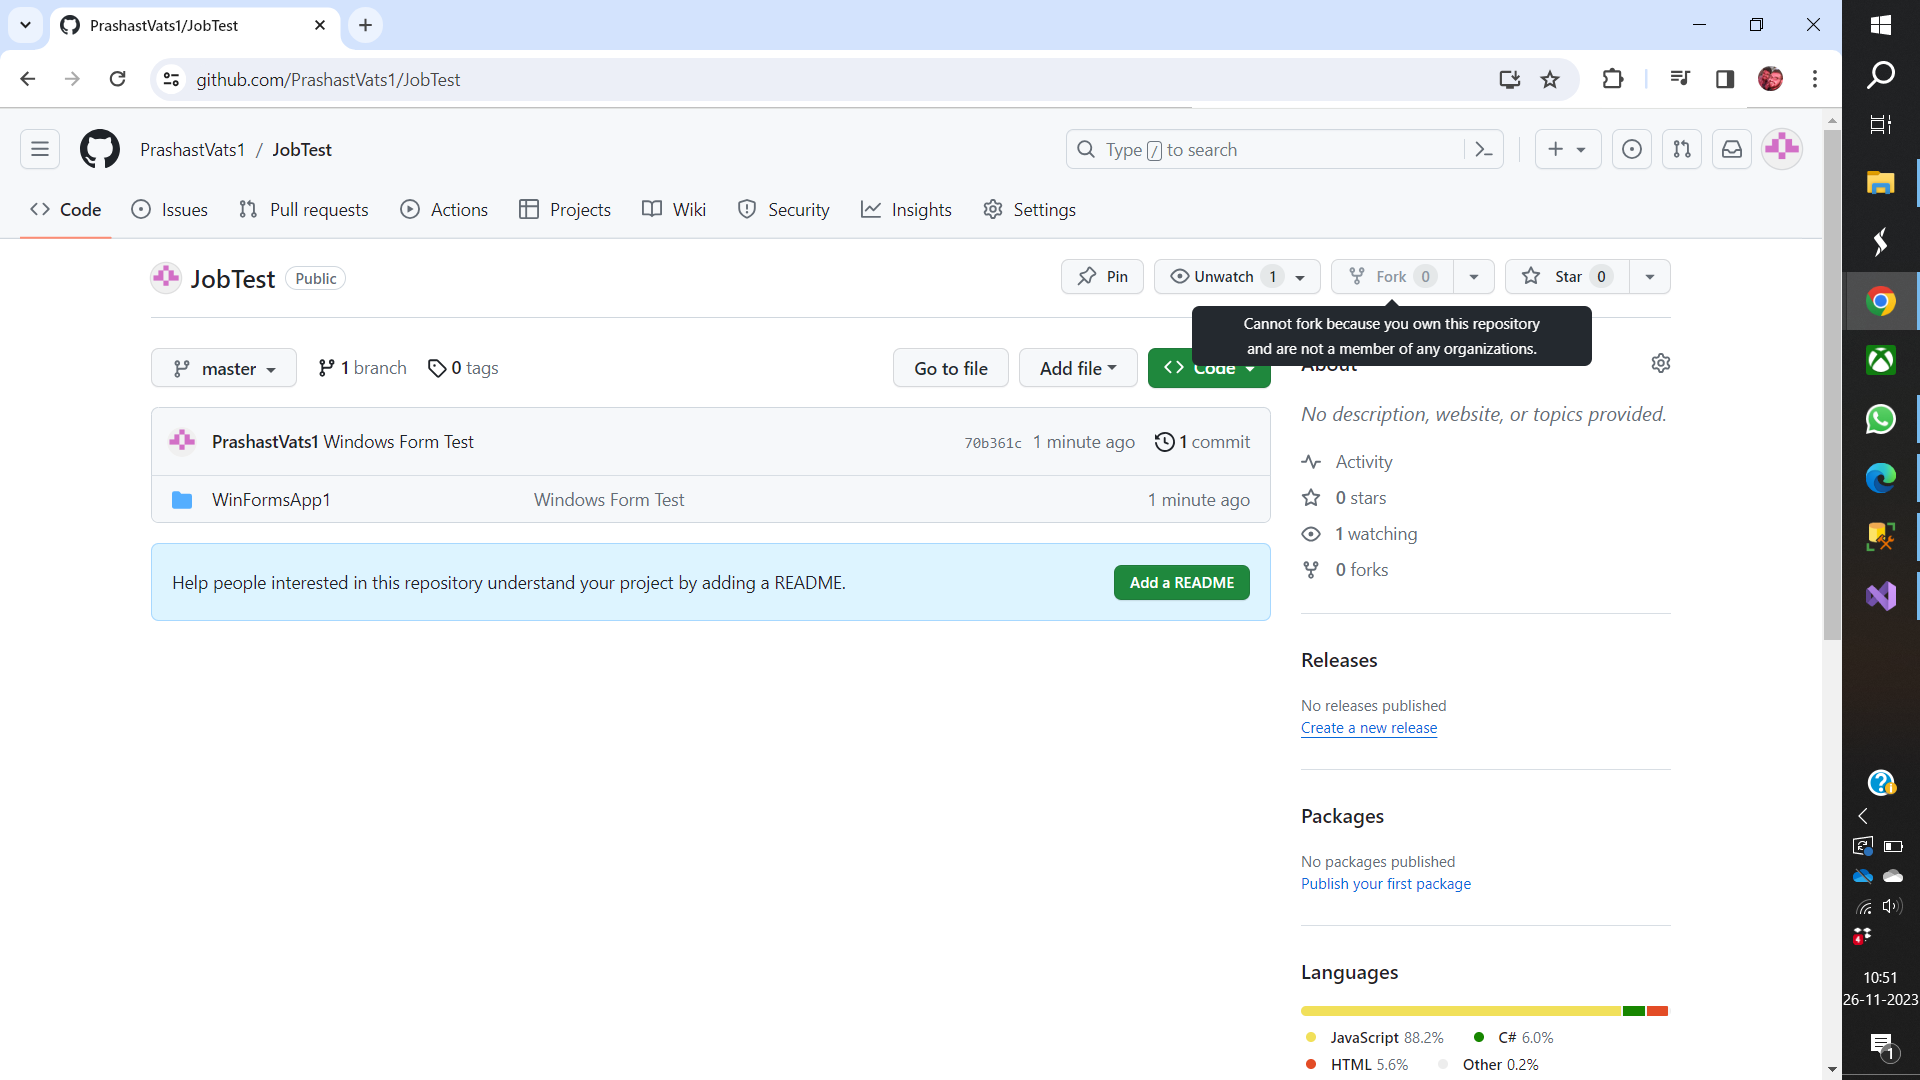 PrashastVats1/JobTest
github.com/PrashastVats1/JobTest
PrashastVats1 / JobTest
Type / to search
Code
Issues
Pull requests
Actions
Projects
Wiki
Security
Insights
Settings
JobTest Public
Pin
Unwatch 1
Fork 0
Star 0
Cannot fork because you own this repository
and are not a member of any organizations.
master
1 branch
0 tags
Go to file
Add file
Code
About
No description, website, or topics provided.
PrashastVats1 Windows Form Test
70b361c 1 minute ago
1 commit
WinFormsApp1
Windows Form Test
1 minute ago
Help people interested in this repository understand your project by adding a README.
Add a README
Activity
0 stars
1 watching
0 forks
Releases
No releases published
Create a new release
Packages
No packages published
Publish your first package
Languages
JavaScript 88.2%
C# 6.0%
HTML 5.6%
Other 0.2%
4
10:51
26-11-2023
1